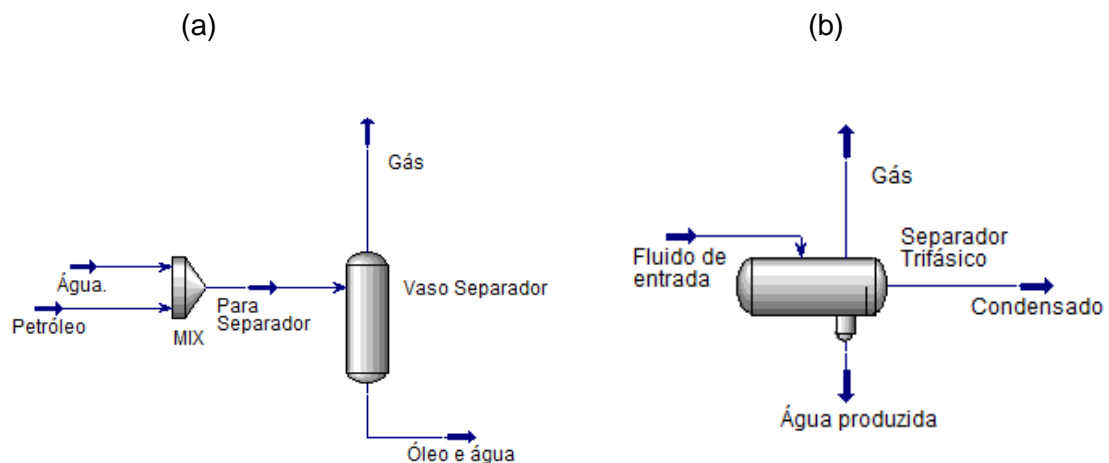 (a)
(b)
Gás
Água.
Petróleo
MIX
Para
Separador
Vaso Separador
Óleo e água
Gás
Fluido de
entrada
Separador
Trifásico
Condensado
Água produzida